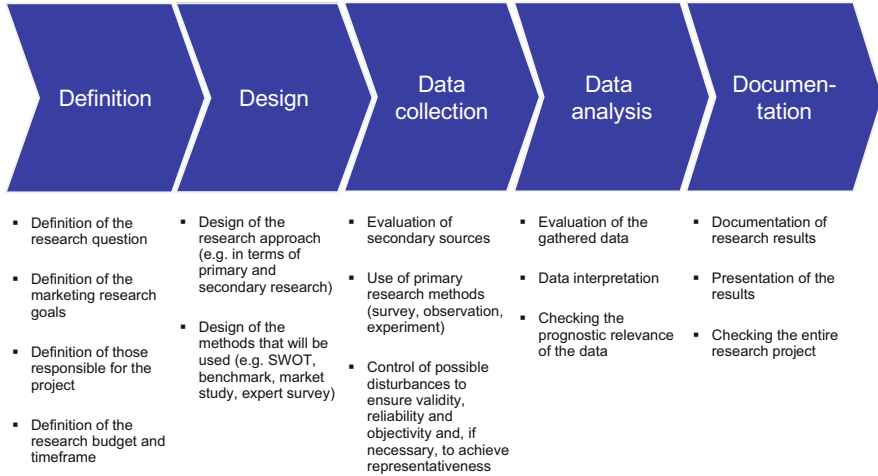 Definition
Design
Data
collection
Data
analysis
Documen-
tation
▪ Definition of the
research question
▪ Definition of the
marketing research
goals
▪ Definition of those
responsible for the
project
▪ Definition of the
research budget and
timeframe
▪ Design of the
research approach
(e.g. in terms of
primary and
secondary research)
▪ Design of the
methods that will be
used (e.g. SWOT,
benchmark, market
study, expert survey)
▪ Evaluation of
secondary sources
▪ Use of primary
research methods
(survey, observation,
experiment)
▪ Control of possible
disturbances to
ensure validity,
reliability and
objectivity and, if
necessary, to achieve
representativeness
▪ Evaluation of the
gathered data
▪ Data interpretation
▪ Checking the
prognostic relevance
of the data
▪ Documentation of
research results
▪ Presentation of the
results
▪ Checking the entire
research project